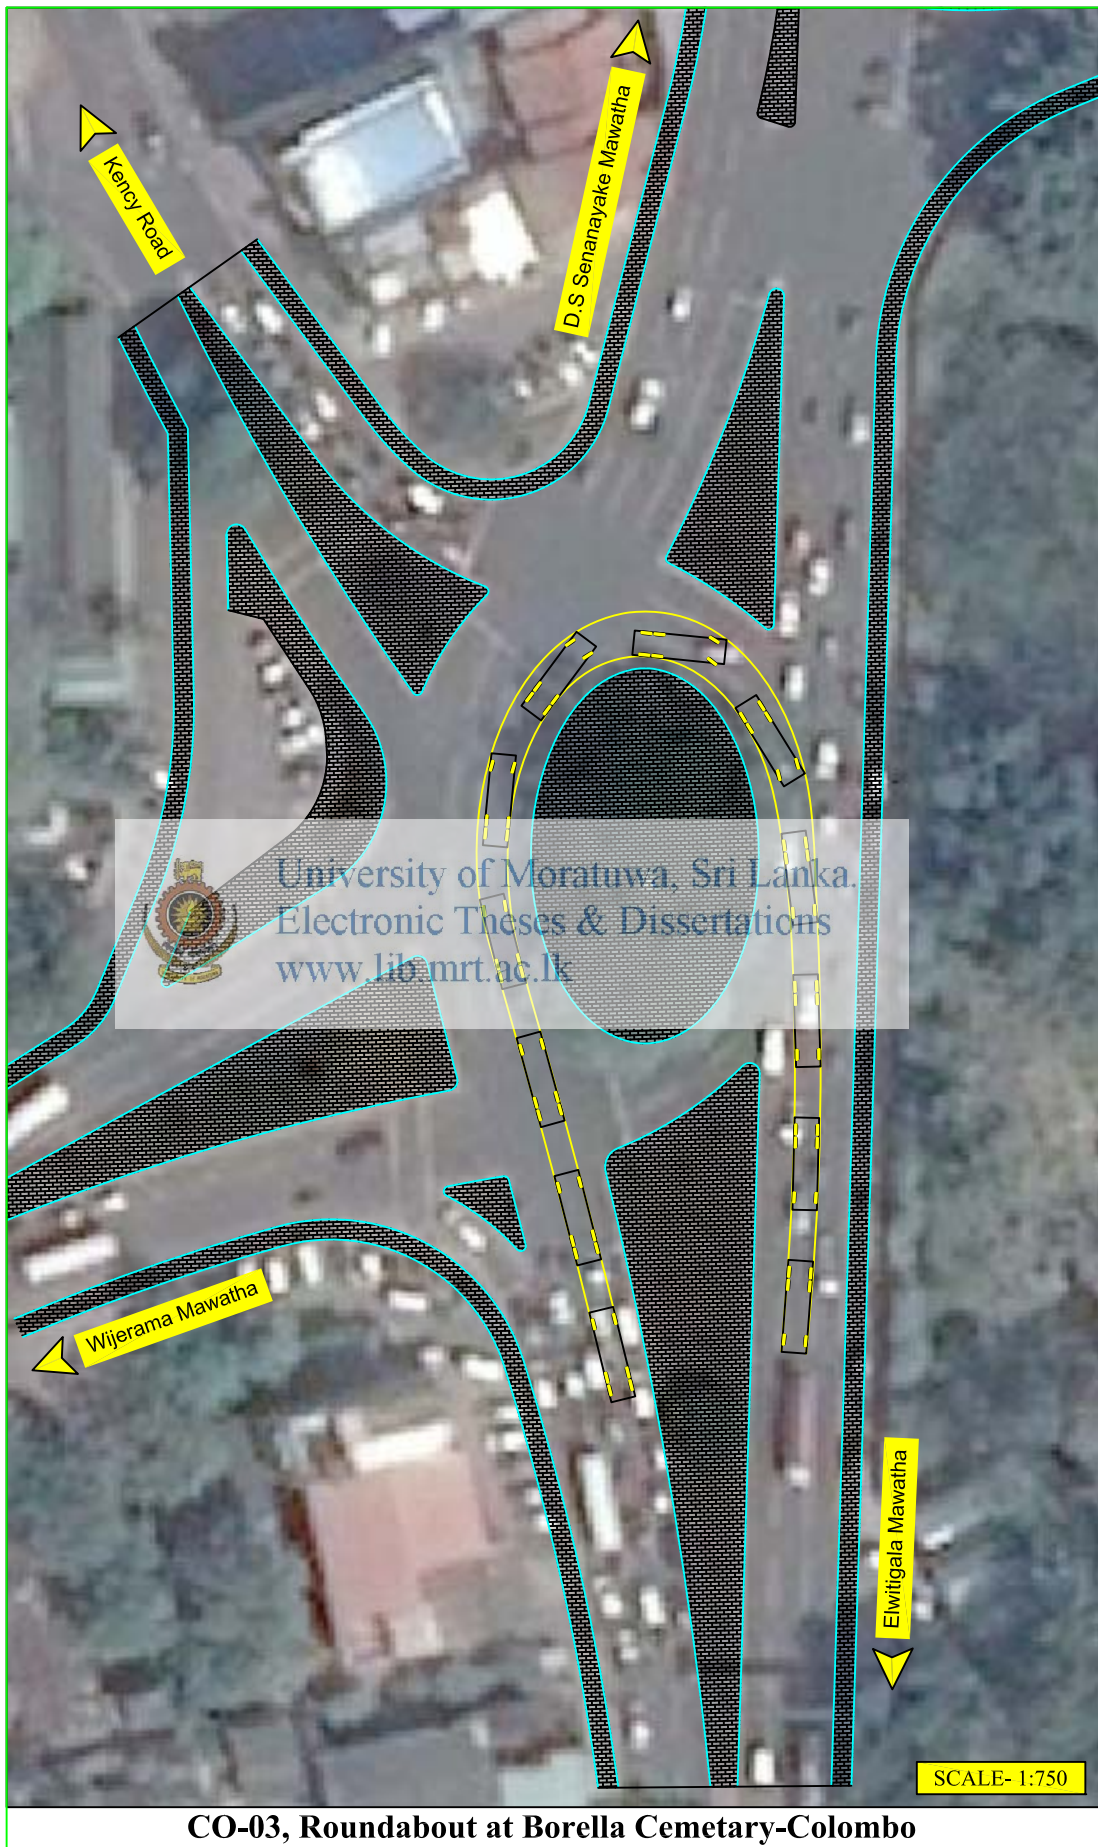 D.S Senanayake Mawatha
Kency Road
University of Moratuwa, Sri Lanka.
Electronic Theses & Dissertations
www.lib.mrt.ac.lk
Wijerama Mawatha
Elwitigala Mawatha
SCALE- 1:750
CO-03, Roundabout at Borella Cemetary-Colombo